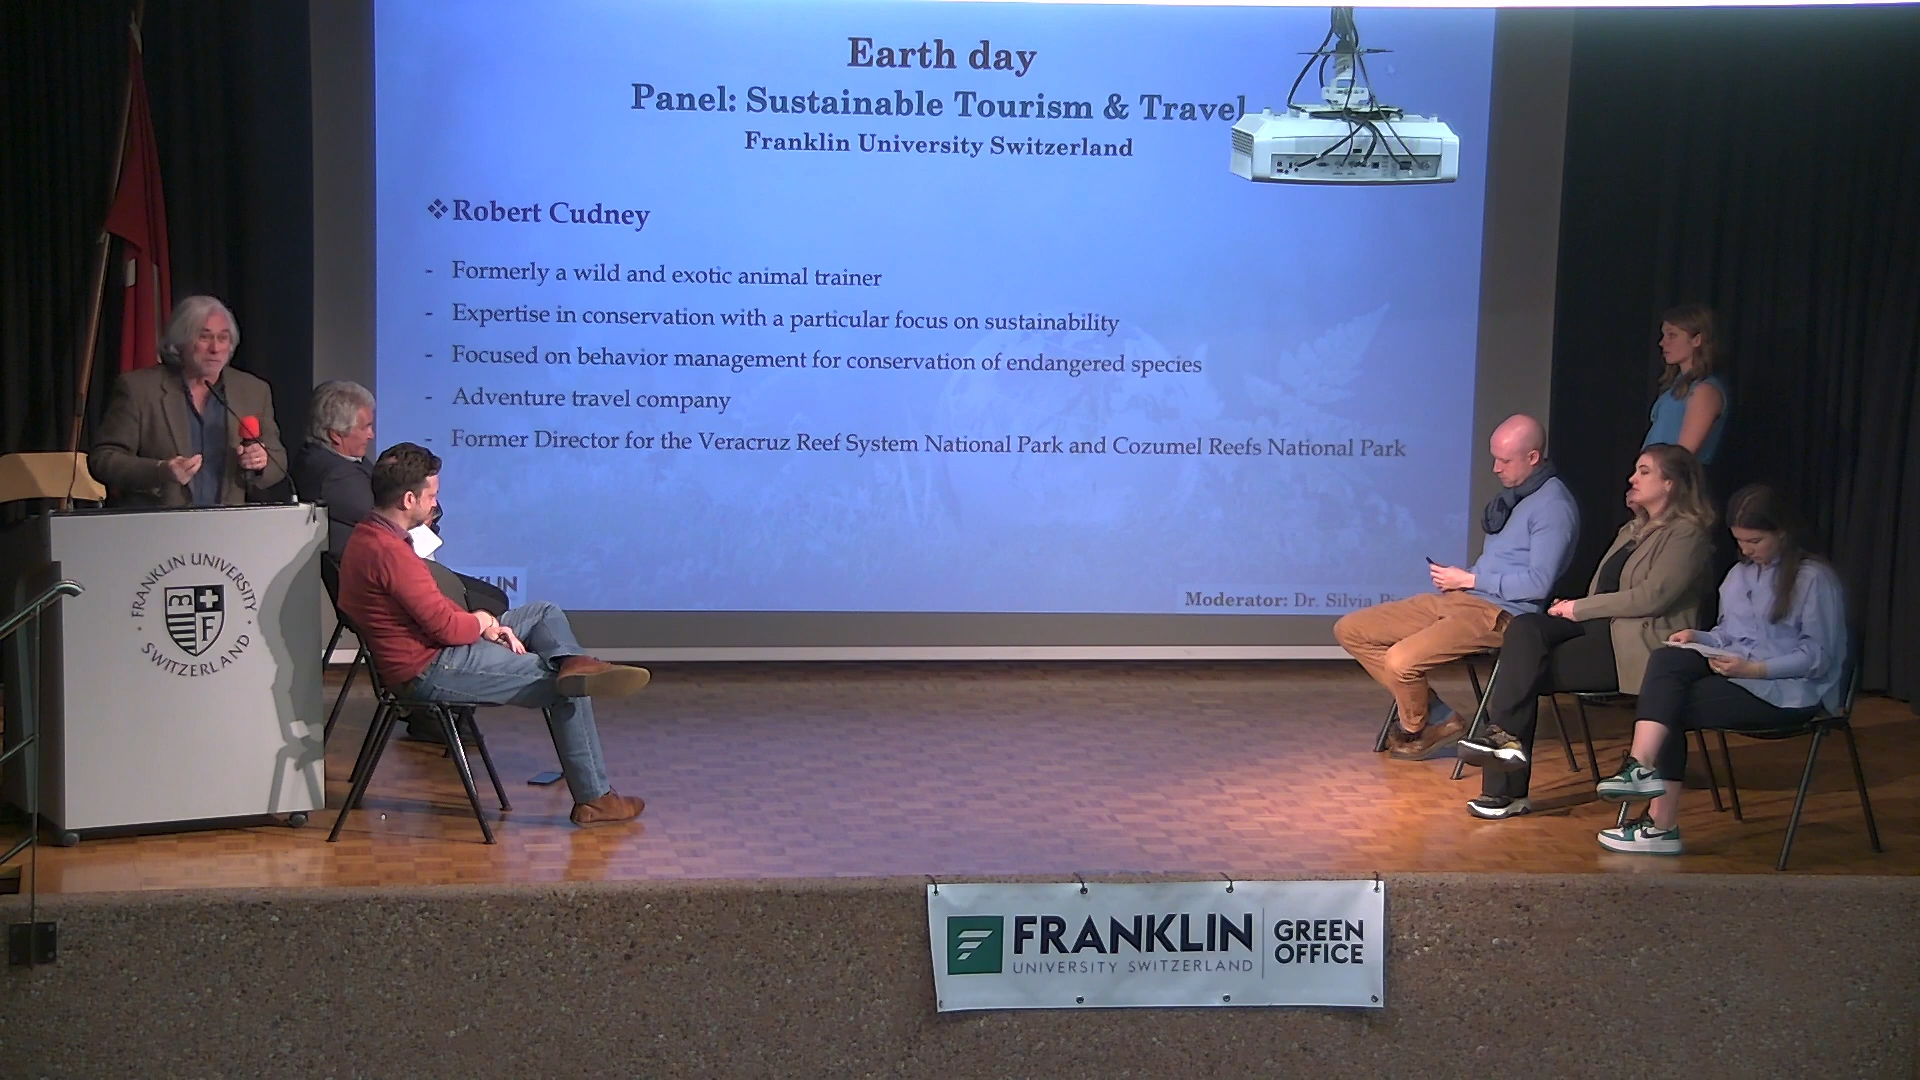 Earth day
Panel: Sustainable Tourism & Travel
Franklin University Switzerland
❖Robert Cudney
- Formerly a wild and exotic animal trainer
- Expertise in conservation with a particular focus on sustainability
- Focused on behavior management for conservation of endangered species
- Adventure travel company
- Former Director for the Veracruz Reef System National Park and Cozumel Reefs National Park
Moderator: Dr. Silvia
FRANKLIN UNIVERSITY
SWITZERLAND
F
FRANKLIN
UNIVERSITY SWITZERLAND
GREEN
OFFICE